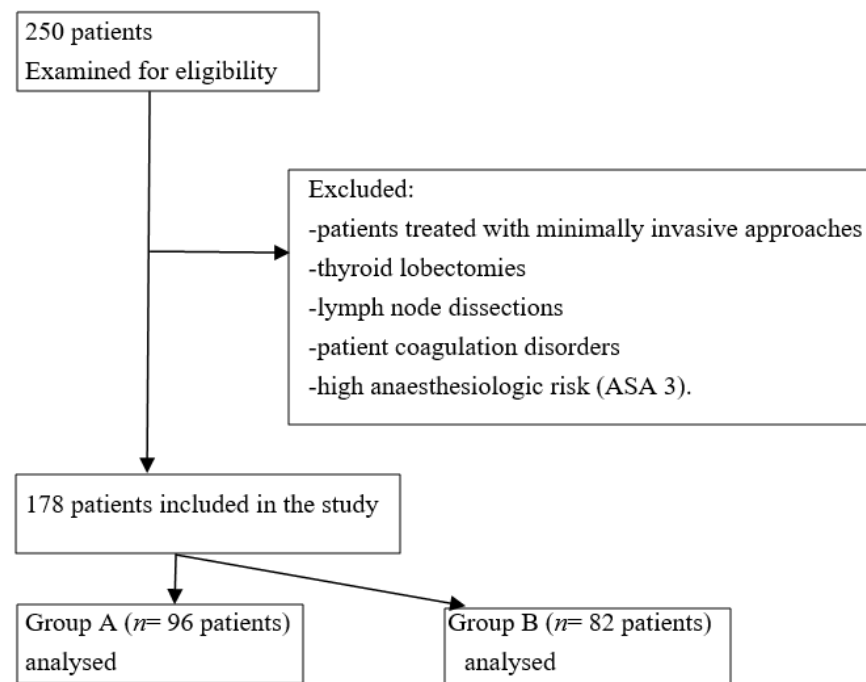 250 patients
Examined for eligibility
Excluded:
-patients treated with minimally invasive approaches
-thyroid lobectomies
-lymph node dissections
-patient coagulation disorders
-high anaesthesiologic risk (ASA 3).
178 patients included in the study
Group A (n= 96 patients)
analysed
Group B (n= 82 patients)
analysed